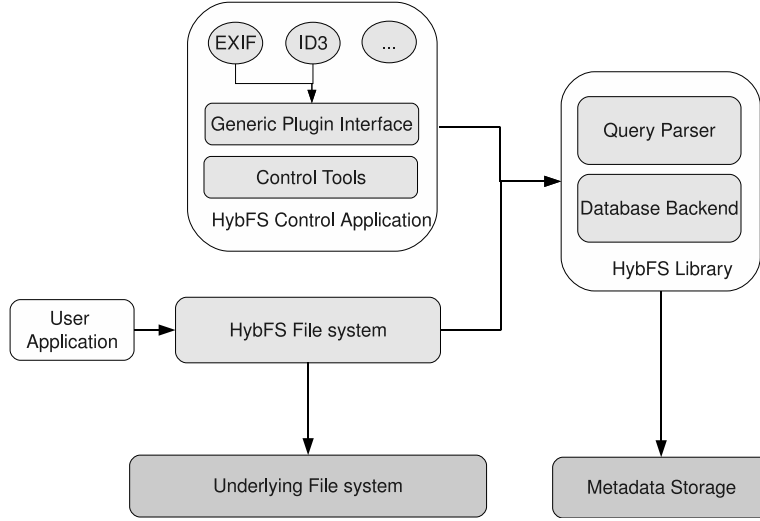 EXIF
ID3
...
Generic Plugin Interface
Control Tools
HybFS Control Application
Query Parser
Database Backend
HybFS Library
User
Application
HybFS File system
Underlying File system
Metadata Storage